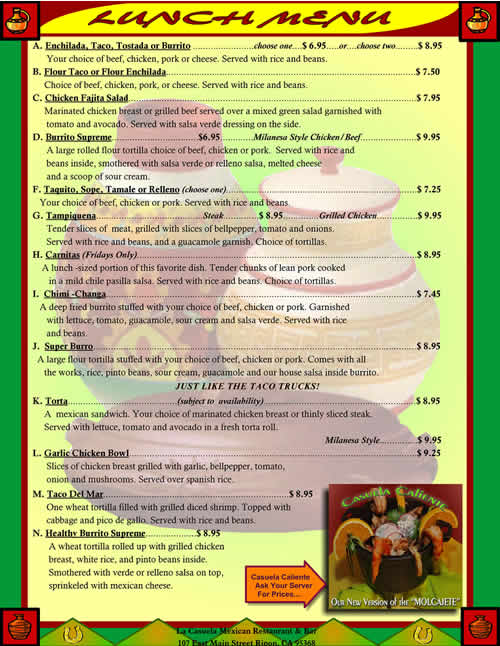 LUNCH MENU
A. Enchilada, Taco, Tostada or Burrito ......................choose one....$ 6.95.....or....choose two........$ 8.95
Your choice of beef, chicken, pork or cheese. Served with rice and beans.
B. Flour Taco or Flour Enchilada....................$ 7.50
Choice of beef, chicken, pork, or cheese. Served with rice and beans.
C. Chicken Fajita Salad....................$ 7.95
Marinated chicken breast or grilled beef served over a mixed green salad garnished with
tomato and avocado. Served with salsa verde dressing on the side.
D. Burrito Supreme....................$6.95............Milanesa Style Chicken/Beef....................$ 9.95
A large rolled flour tortilla choice of beef, chicken, or pork. Served with rice and
beans inside, smothered with salsa verde or relleno salsa, melted cheese
and a scoop of sour cream.
F. Taquito, Sope, Tamale or Relleno (choose one)....................$ 7.25
Your choice of beef, chicken or pork. Served with rice and beans
G. Tampiquena....................Steak............$ 8.95............Grilled Chicken..............$ 9.95
Tender slices of meat, grilled with slices of bellpepper, tomato and onions.
Served with rice and beans, and a guacamole garnish. Choice of tortillas.
H. Carnitas (Fridays Only)....................$ 8.95
A lunch -sized portion of this favorite dish. Tender chunks of lean pork cooked
in a mild chile pasilla salsa. Served with rice and beans. Choice of tortillas.
I. Chimi -Changa....................$ 7.45
A deep fried burrito stuffed with your choice of beef, chicken or pork. Garnished
with lettuce, tomato, guacamole, sour cream and salsa verde. Served with rice
and beans.
J. Super Burro....................$ 8.95
A large flour tortilla stuffed with your choice of beef, chicken or pork. Comes with all
the works, rice, pinto beans, sour cream, guacamole and our house salsa inside burrito.
JUST LIKE THE TACO TRUCKS!
K. Torta....................(subject to availability)....................$ 8.95
A mexican sandwich. Your choice of marinated chicken breast or thinly sliced steak.
Served with lettuce, tomato and avocado in a fresh torta roll.
Milanesa Style..............$ 9.95
L. Garlic Chicken Bowl....................$ 9.25
Slices of chicken breast grilled with garlic, bellpepper, tomato,
onion and mushrooms. Served over spanish rice.
M. Taco Del Mar....................$ 8.95
One wheat tortilla filled with grilled diced shrimp. Topped with
cabbage and pico de gallo. Served with rice and beans.
N. Healthy Burrito Supreme....................$ 8.95
A wheat tortilla rolled up with grilled chicken
breast, white rice, and pinto beans inside.
Smothered with verde or relleno salsa on top,
sprinkeled with mexican cheese.
Casuela Caliente
Ask Your Server
For Prices....
Casuela Caliente
Our New Version of the "MOLCAJETE"
La Casuela Mexican Restaurant & Bar
107 East Main Street Ripon, CA 95368